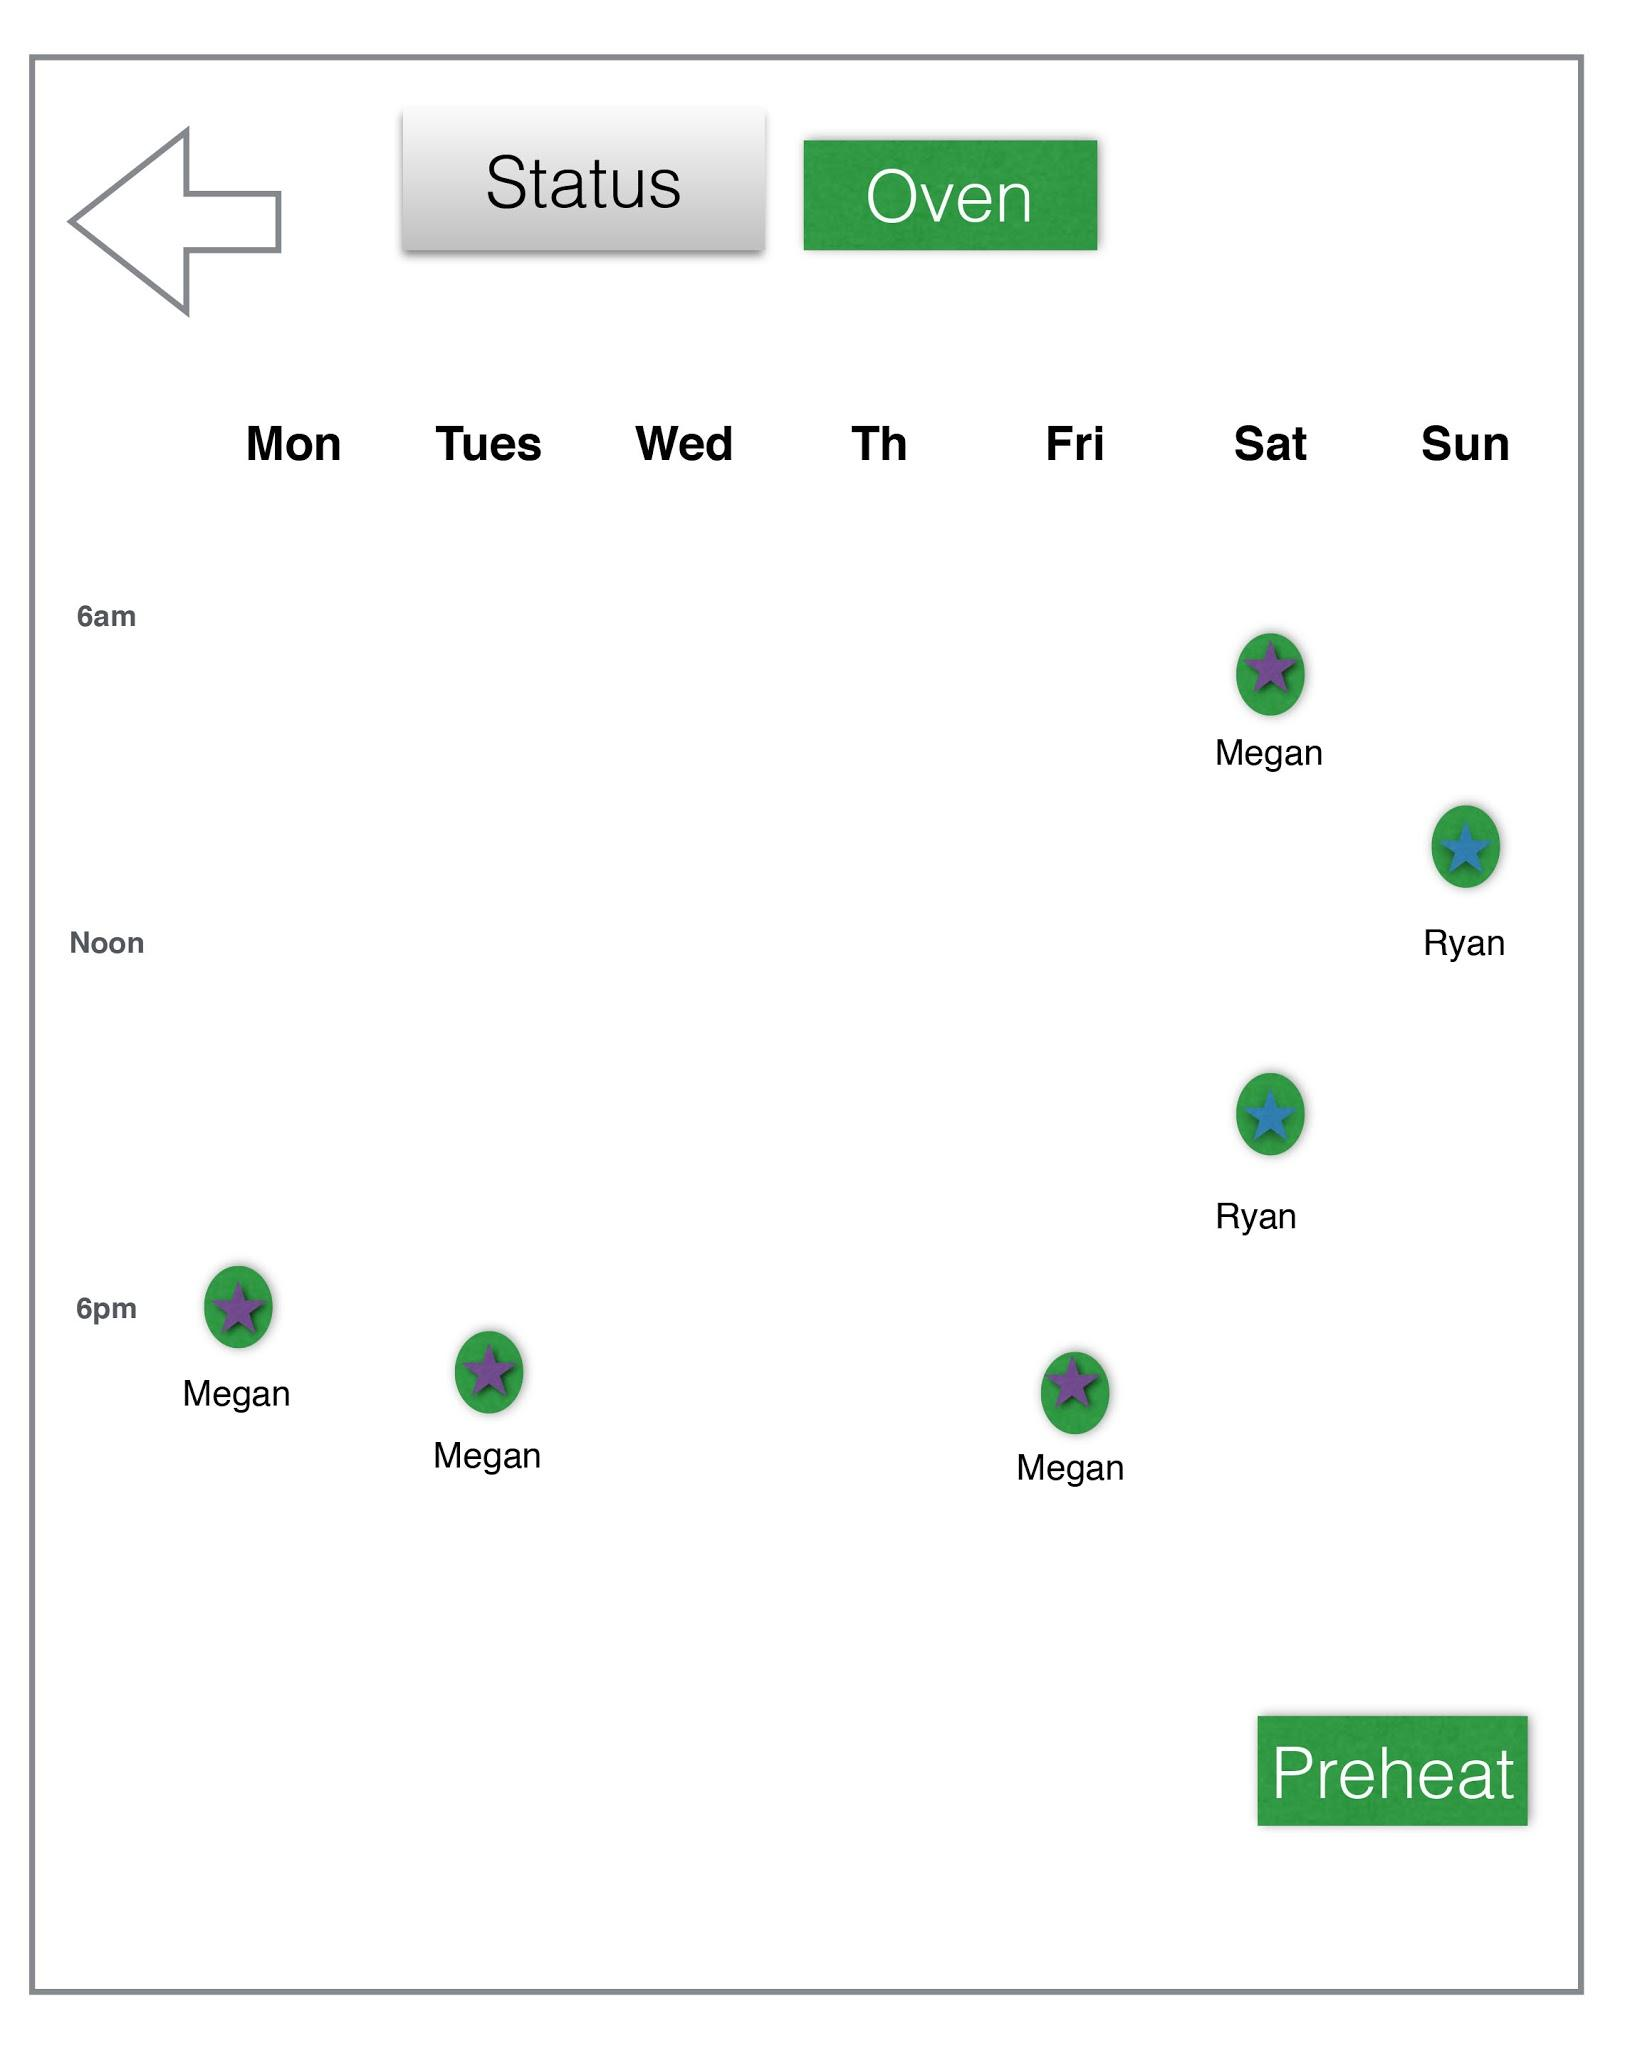 Status
Oven
Mon Tues Wed Th Fri Sat Sun
6am
Megan
Noon
Ryan
Ryan
6pm
Megan
Megan
Megan
Preheat